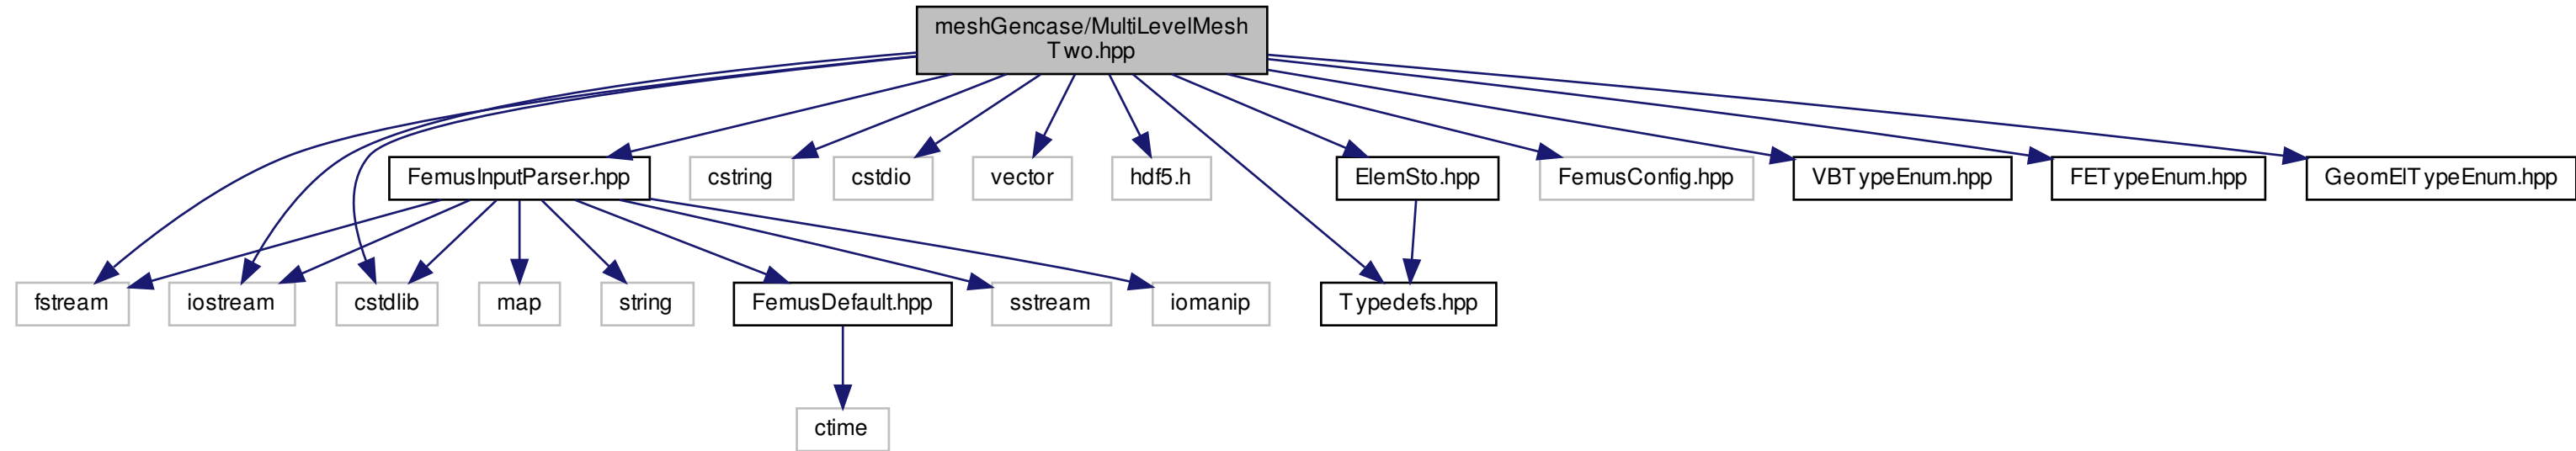 meshGencase/MultiLevelMesh
Two.hpp
FemusInputParser.hpp
cstring
cstdio
vector
hdf5.h
ElemSto.hpp
FemusConfig.hpp
VBTypeEnum.hpp
FETypeEnum.hpp
GeomElTypeEnum.hpp
fstream
iostream
cstdlib
map
string
FemusDefault.hpp
sstream
iomanip
Typedefs.hpp
ctime